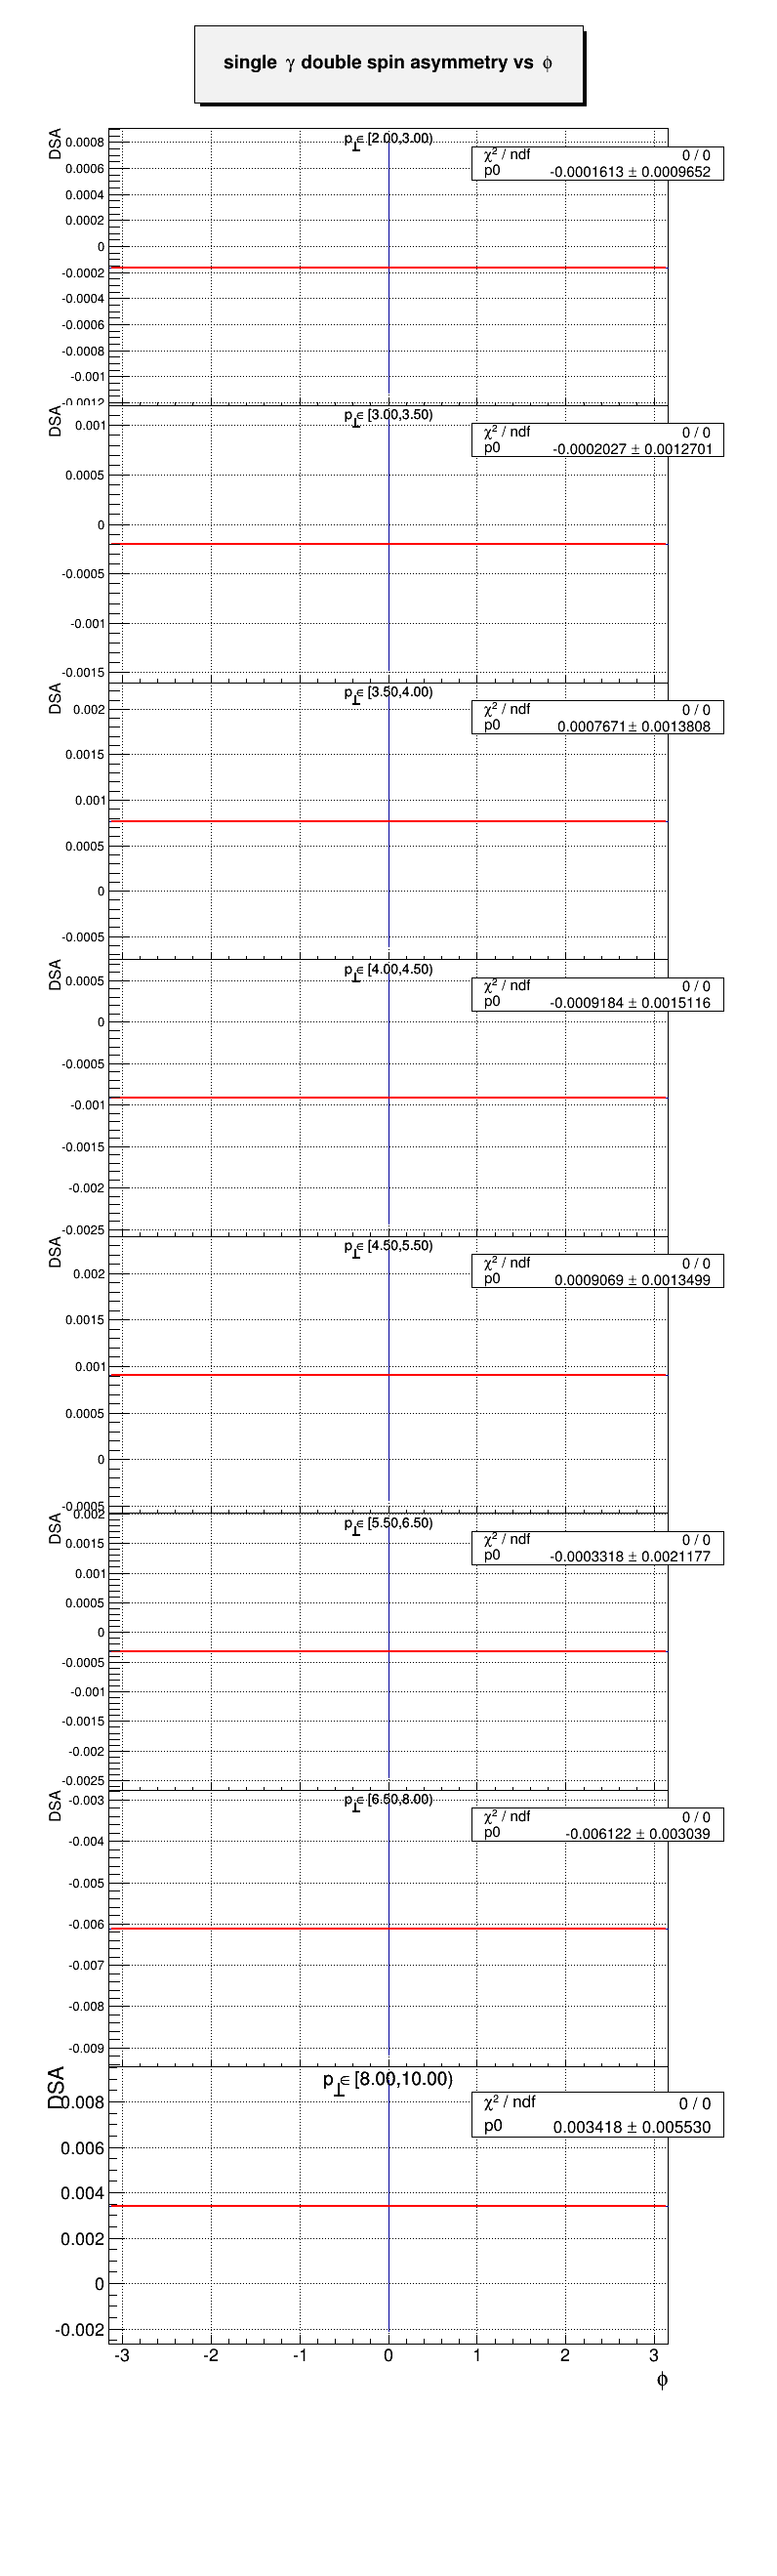 single γ double spin asymmetry vs ϕ
DSA
p⊥∈[2.00,3.00)
χ² / ndf 0 / 0
p0 -0.0001613 ± 0.0009652
0.0008
0.0006
0.0004
0.0002
0
-0.0002
-0.0004
-0.0006
-0.0008
-0.001
-0.0012
DSA
p⊥∈[3.00,3.50)
χ² / ndf 0 / 0
p0 -0.0002027 ± 0.0012701
0.001
0.0005
0
-0.0005
-0.001
-0.0015
DSA
p⊥∈[3.50,4.00)
χ² / ndf 0 / 0
p0 0.0007671 ± 0.0013808
0.002
0.0015
0.001
0.0005
0
-0.0005
DSA
p⊥∈[4.00,4.50)
χ² / ndf 0 / 0
p0 -0.0009184 ± 0.0015116
0.0005
0
-0.0005
-0.001
-0.0015
-0.002
-0.0025
DSA
p⊥∈[4.50,5.50)
χ² / ndf 0 / 0
p0 0.0009069 ± 0.0013499
0.002
0.0015
0.001
0.0005
0
-0.0005
DSA
p⊥∈[5.50,6.50)
χ² / ndf 0 / 0
p0 -0.0003318 ± 0.0021177
0.002
0.0015
0.001
0.0005
0
-0.0005
-0.001
-0.0015
-0.002
-0.0025
DSA
p⊥∈[6.50,8.00)
χ² / ndf 0 / 0
p0 -0.006122 ± 0.003039
-0.003
-0.004
-0.005
-0.006
-0.007
-0.008
-0.009
DSA
p⊥∈[8.00,10.00)
χ² / ndf 0 / 0
p0 0.003418 ± 0.005530
0.008
0.006
0.004
0.002
0
-0.002
-3 -2 -1 0 1 2 3
ϕ